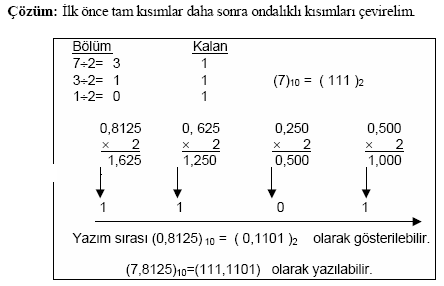 Çözüm: İlk önce tam kısımlar daha sonra ondalıklı kısımları çevirelim.
Bölüm Kalan
7÷2= 3 1
3÷2= 1 1 (7)10 = ( 111 )2
1÷2= 0 1
0,8125 0, 625 0,250 0,500
× 2 × 2 × 2 × 2
1,625 1,250 0,500 1,000
1 1 0 1
Yazım sırası (0,8125) 10 = ( 0,1101 )2 olarak gösterilebilir.
(7,8125)10=(111,1101) olarak yazılabilir.